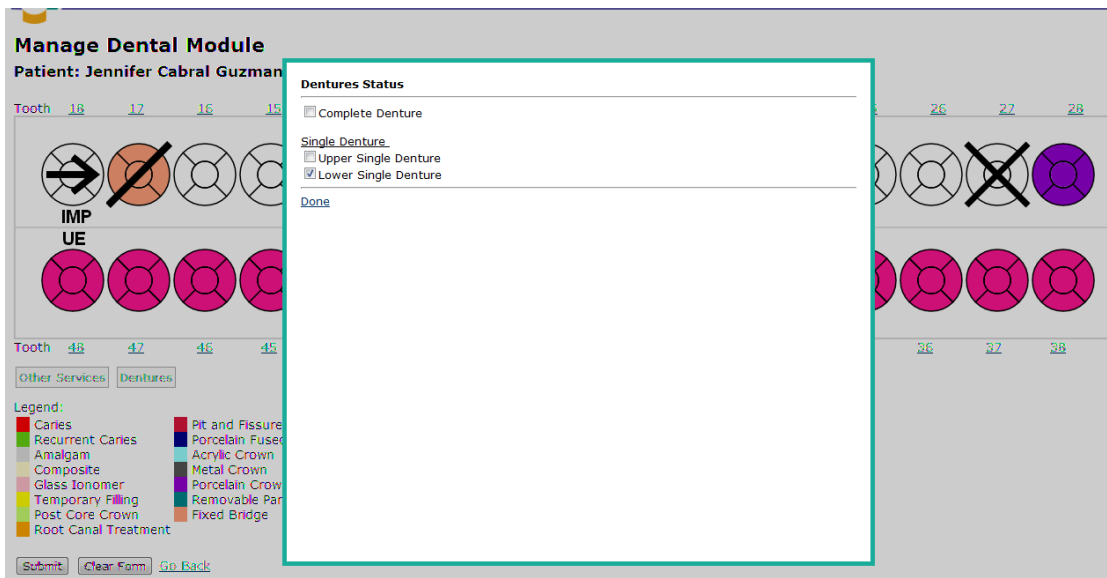 Manage Dental Module
Patient: Jennifer Cabral Guzman
Tooth 18 17 16 15 26 27 28
IMP
UE
Tooth 48 47 46 45 36 37 38
Other Services Dentures
Legend:
Caries Pit and Fissure
Recurrent Caries Porcelain Fused
Amalgam Acrylic Crown
Composite Metal Crown
Glass Ionomer Porcelain Crow
Temporary Filling Removable Par
Post Core Crown Fixed Bridge
Root Canal Treatment
Submit Clear Form Go Back
Dentures Status
Complete Denture
Single Denture
Upper Single Denture
Lower Single Denture
Done